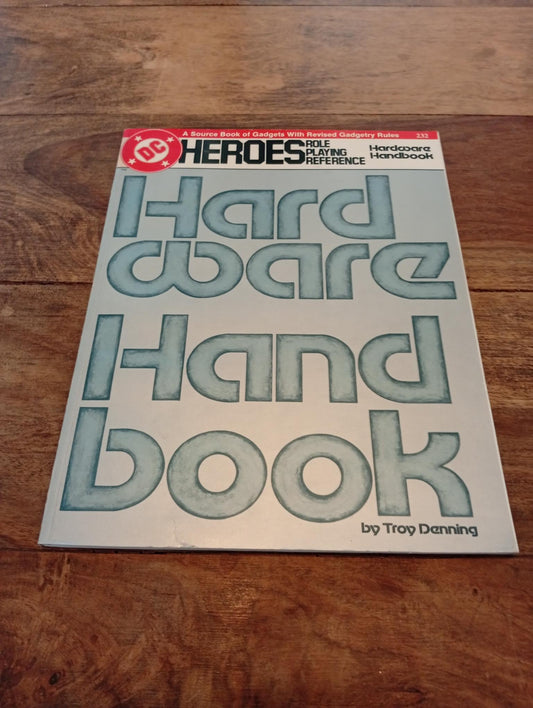 A Source Book of Gadgets With Revised Gadgetry Rules 232
DC HEROES ROLE
PLAYING
REFERENCE
Hardware
Handbook
Hard
ware
Hand
book
by Troy Denning